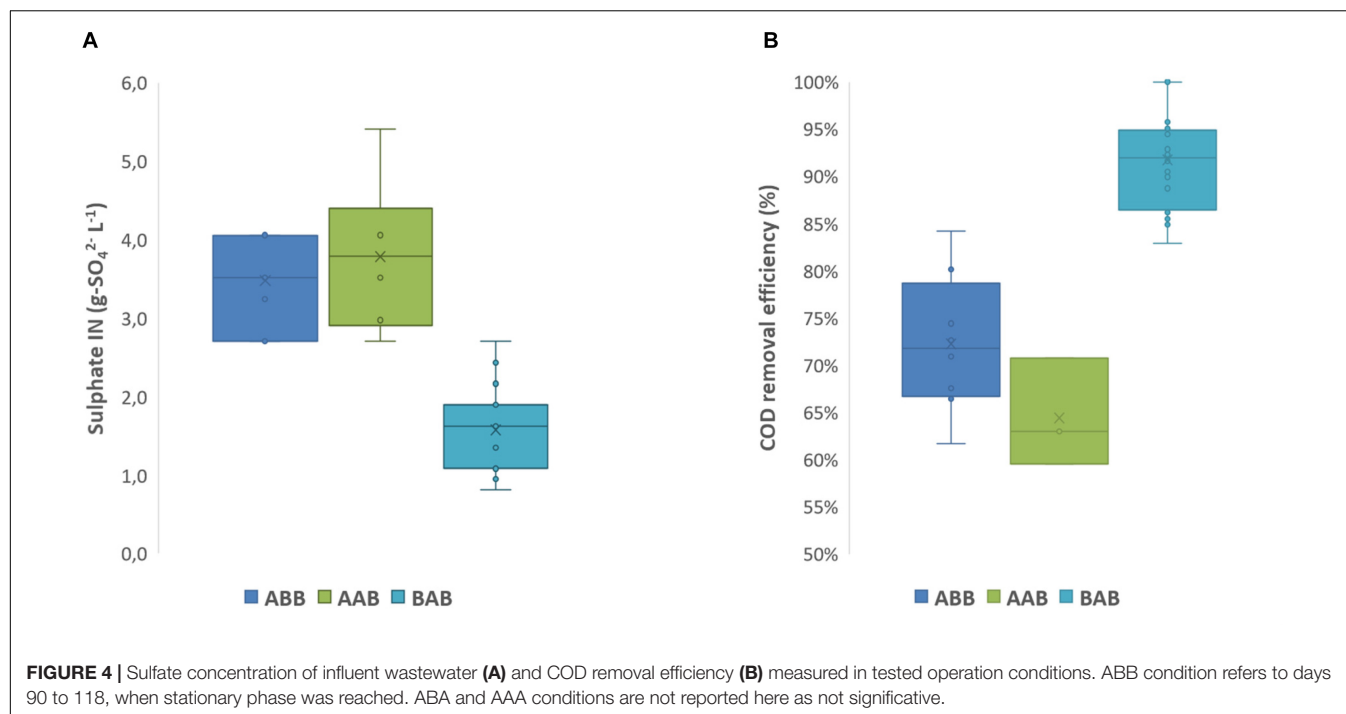 A
B
Sulphate IN (g-SO₄²⁻ L⁻¹)
6,0
5,0
4,0
3,0
2,0
1,0
0,0
ABB AAB BAB
COD removal efficiency (%)
100%
95%
90%
85%
80%
75%
70%
65%
60%
55%
50%
ABB AAB BAB
FIGURE 4 | Sulfate concentration of influent wastewater (A) and COD removal efficiency (B) measured in tested operation conditions. ABB condition refers to days
90 to 118, when stationary phase was reached. ABA and AAA conditions are not reported here as not significative.